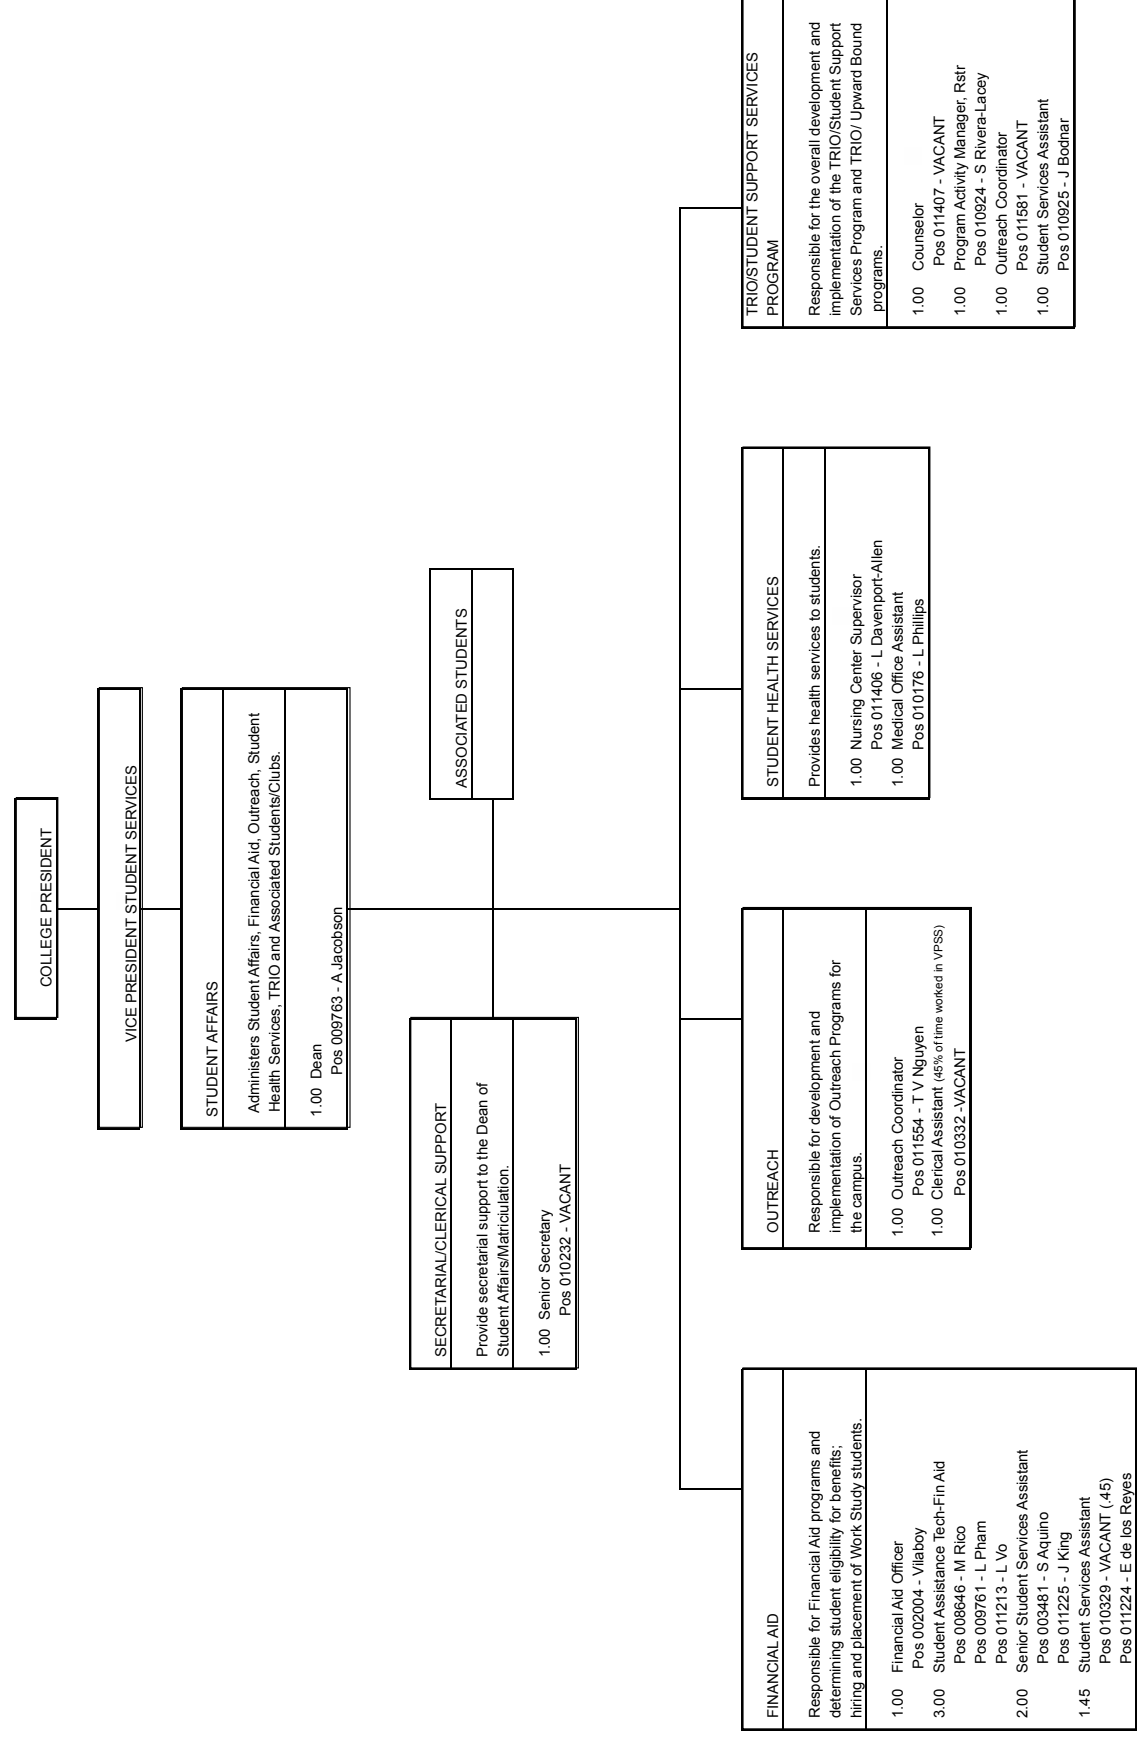 COLLEGE PRESIDENT
VICE PRESIDENT STUDENT SERVICES
STUDENT AFFAIRS
Administers Student Affairs, Financial Aid, Outreach, Student
Health Services, TRIO and Associated Students/Clubs.
1.00 Dean
Pos 009763 - A Jacobson
SECRETARIAL/CLERICAL SUPPORT
Provide secretarial support to the Dean of
Student Affairs/Matriciulation.
1.00 Senior Secretary
Pos 010232 - VACANT
ASSOCIATED STUDENTS
FINANCIAL AID
Responsible for Financial Aid programs and
determining student eligibility for benefits;
hiring and placement of Work Study students.
1.00 Financial Aid Officer
Pos 002004 - Vilaboy
3.00 Student Assistance Tech-Fin Aid
Pos 008646 - M Rico
Pos 009761 - L Pham
Pos 011213 - L Vo
2.00 Senior Student Services Assistant
Pos 003481 - S Aquino
Pos 011225 - J King
1.45 Student Services Assistant
Pos 010329 - VACANT (.45)
Pos 011224 - E de los Reyes
OUTREACH
Responsible for development and
implementation of Outreach Programs for
the campus.
1.00 Outreach Coordinator
Pos 011554 - T V Nguyen
1.00 Clerical Assistant (45% of time worked in VPSS)
Pos 010332 -VACANT
STUDENT HEALTH SERVICES
Provides health services to students.
1.00 Nursing Center Supervisor
Pos 011406 - L Davenport-Allen
1.00 Medical Office Assistant
Pos 010176 - L Phillips
TRIO/STUDENT SUPPORT SERVICES
PROGRAM
Responsible for the overall development and
implementation of the TRIO/Student Support
Services Program and TRIO/ Upward Bound
programs.
1.00 Counselor
Pos 011407 - VACANT
1.00 Program Activity Manager, Rstr
Pos 010924 - S Rivera-Lacey
1.00 Outreach Coordinator
Pos 011581 - VACANT
1.00 Student Services Assistant
Pos 010925 - J Bodnar